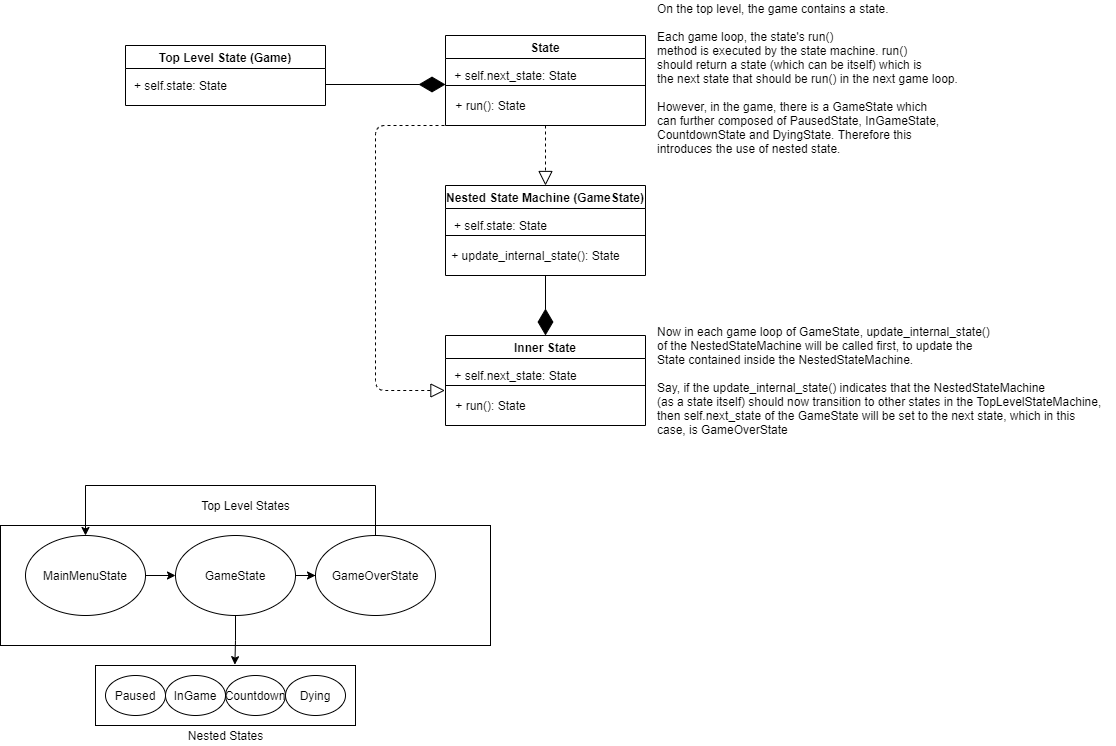 On the top level, the game contains a state.
Each game loop, the state's run()
method is executed by the state machine. run()
should return a state (which can be itself) which is
the next state that should be run() in the next game loop.
However, in the game, there is a GameState which
can further composed of PausedState, InGameState,
CountdownState and DyingState. Therefore this
introduces the use of nested state.
Top Level State (Game)
+ self.state: State
State
+ self.next_state: State
+ run(): State
Nested State Machine (GameState)
+ self.state: State
+ update_internal_state(): State
Inner State
+ self.next_state: State
+ run(): State
Now in each game loop of GameState, update_internal_state()
of the NestedStateMachine will be called first, to update the
State contained inside the NestedStateMachine.
Say, if the update_internal_state() indicates that the NestedStateMachine
(as a state itself) should now transition to other states in the TopLevelStateMachine,
then self.next_state of the GameState will be set to the next state, which in this
case, is GameOverState
Top Level States
MainMenuState
GameState
GameOverState
Paused
InGame
Countdown
Dying
Nested States